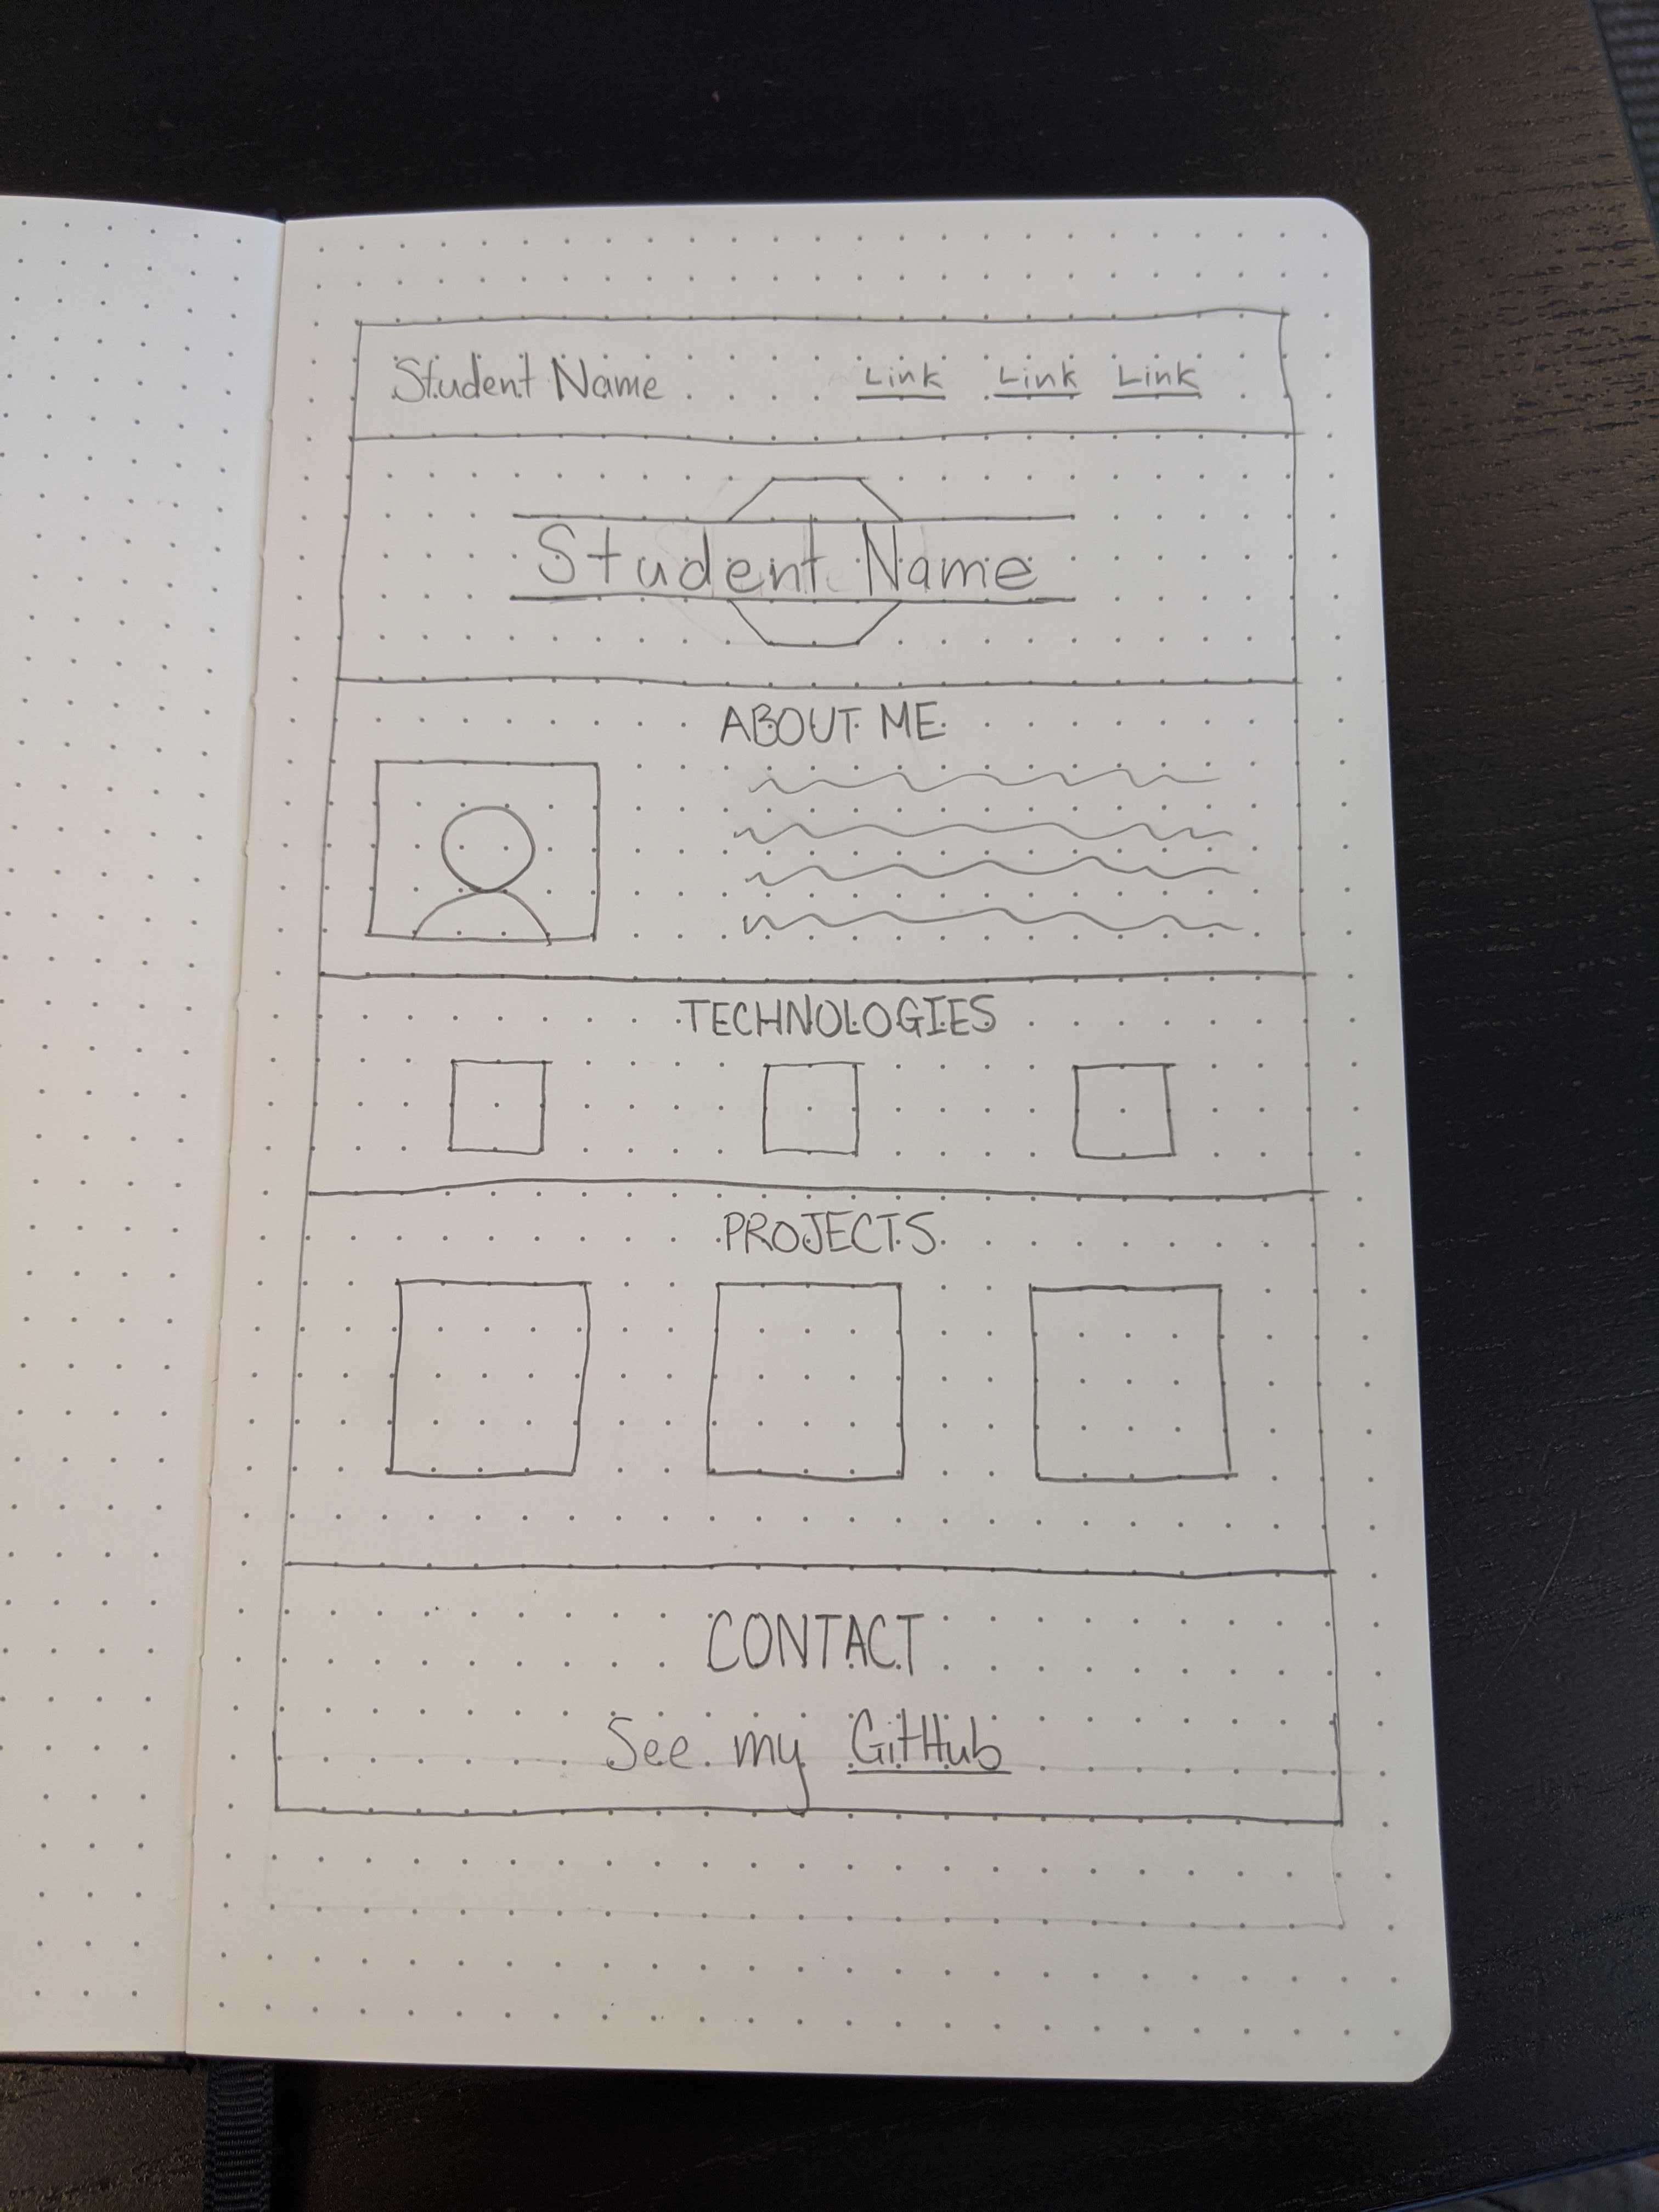 Student Name Link Link Link
Student Name
ABOUT ME
TECHNOLOGIES
PROJECTS
CONTACT
See my GitHub